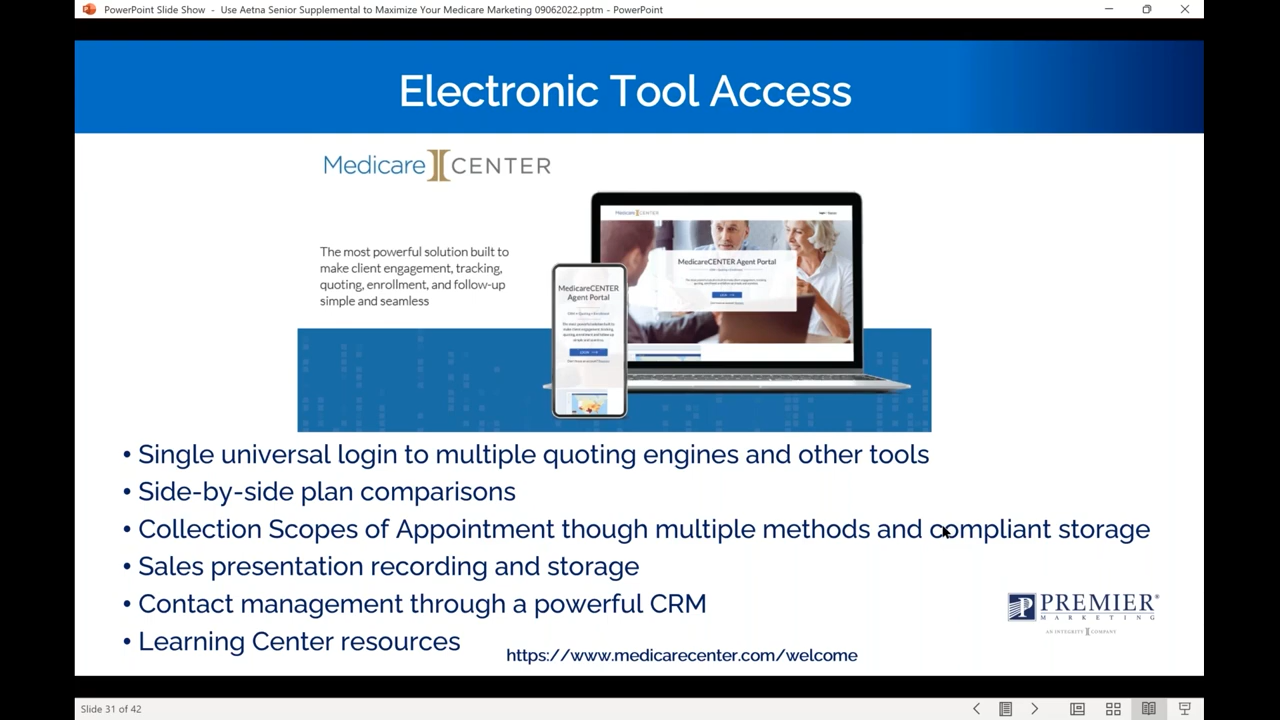 PowerPoint Slide Show - Use Aetna Senior Supplemental to Maximize Your Medicare Marketing 09062022.pptm - PowerPoint
Electronic Tool Access
Medicare CENTER
The most powerful solution built to
make client engagement, tracking,
quoting, enrollment, and follow-up
simple and seamless
MedicareCENTER Agent Portal
MedicareCENTER
Agent Portal
• Single universal login to multiple quoting engines and other tools
• Side-by-side plan comparisons
• Collection Scopes of Appointment though multiple methods and compliant storage
• Sales presentation recording and storage
• Contact management through a powerful CRM
• Learning Center resources
https://www.medicarecenter.com/welcome
PREMIER®
MARKETING
AN INTEGRITY COMPANY
Slide 31 of 42